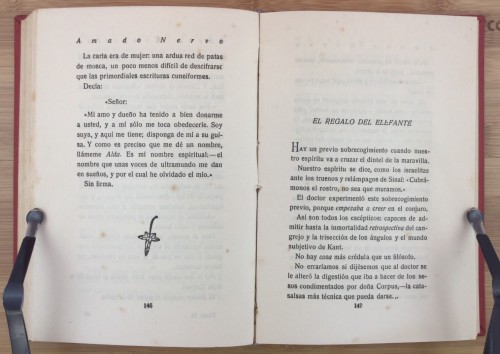 Amado Nervo
La carta era de mujer: una ardua red de patas
de mosca, un poco menos difícil de descifrarse
que las primordiales escrituras cuneiformes.
Decía:
«Señor:
«Mi amo y dueño ha tenido a bien donarme
a usted, y a mí sólo me toca obedecerle. Soy
suya, y aquí me tiene; disponga de mí a su gui-
sa. Y como es preciso que me dé un nombre,
llámeme Alda. Es mi nombre espiritual:—el
nombre que unas voces de ultramundo me dan
en sueños, y por el cual he olvidado el mío.»
Sin firma.
146
EL REGALO DEL ELEFANTE
HAY un previo sobrecogimiento cuando nues-
tro espíritu va a cruzar el dintel de la maravilla.
Nuestro espíritu se dice, como los israelitas
ante los truenos y relámpagos de Sinaí: «Cubrá-
monos el rostro, no sea que muramos.»
El doctor experimentó este sobrecogimiento
previo, porque empezaba a creer en el conjuro.
Así son todos los escépticos: capaces de ad-
mitir hasta la inmortalidad retrospectiva del can-
grejo y la trisección de los ángulos y el mundo
subjetivo de Kant.
No hay cosa más crédula que un filósofo.
No erraríamos si dijésemos que al doctor se
le alteró la digestión que iba a hacer de los se-
sos condimentados por doña Corpus,—la cata-
salsas más técnica que pueda darse.,.
147